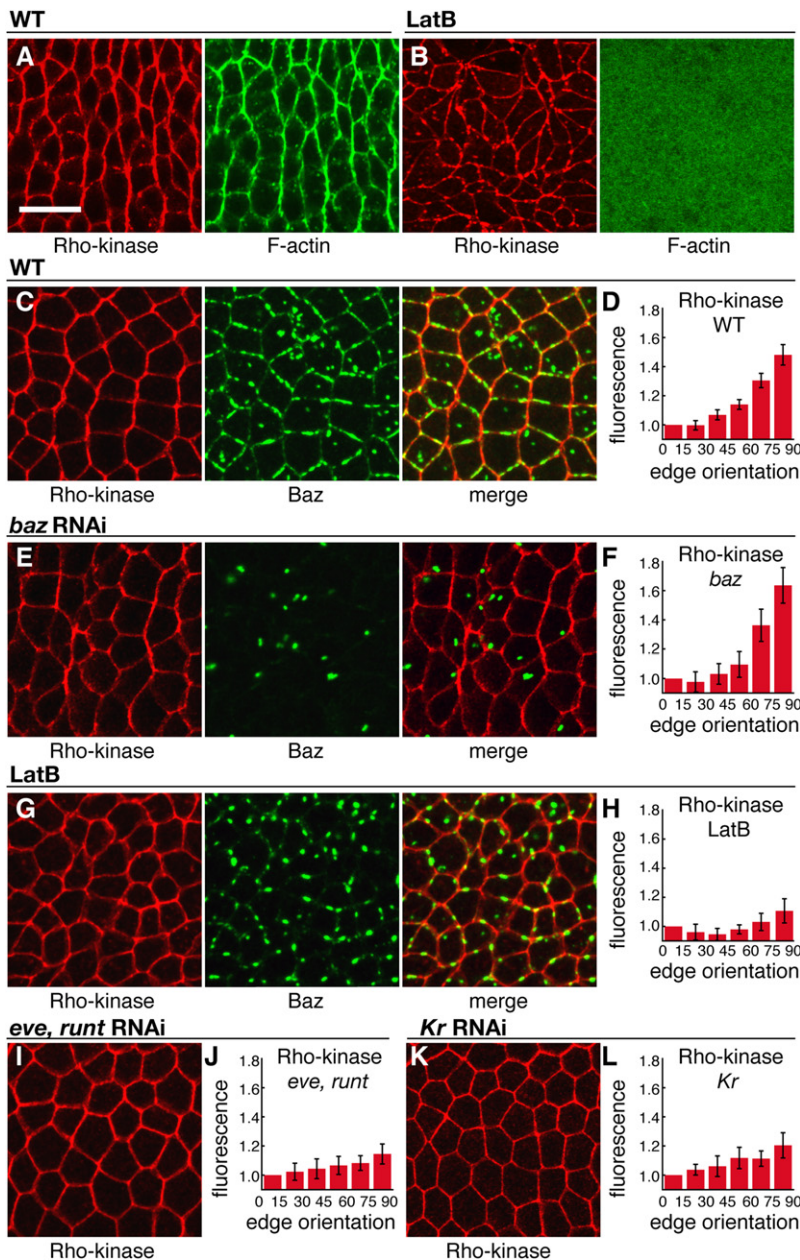 WT
LatB
A
B
Rho-kinase
F-actin
Rho-kinase
F-actin
WT
C
D
Rho-kinase
WT
fluorescence
1.8
1.6
1.4
1.2
1.0
0 15 30 45 60 75 90
edge orientation
Rho-kinase
Baz
merge
baz RNAi
E
F
Rho-kinase
baz
fluorescence
1.8
1.6
1.4
1.2
1.0
0 15 30 45 60 75 90
edge orientation
Rho-kinase
Baz
merge
LatB
G
H
Rho-kinase
LatB
fluorescence
1.8
1.6
1.4
1.2
1.0
0 15 30 45 60 75 90
edge orientation
Rho-kinase
Baz
merge
eve, runt RNAi
Kr RNAi
I
J
Rho-kinase
eve, runt
fluorescence
1.8
1.6
1.4
1.2
1.0
0 15 30 45 60 75 90
edge orientation
Rho-kinase
K
L
Rho-kinase
Kr
fluorescence
1.8
1.6
1.4
1.2
1.0
0 15 30 45 60 75 90
edge orientation
Rho-kinase